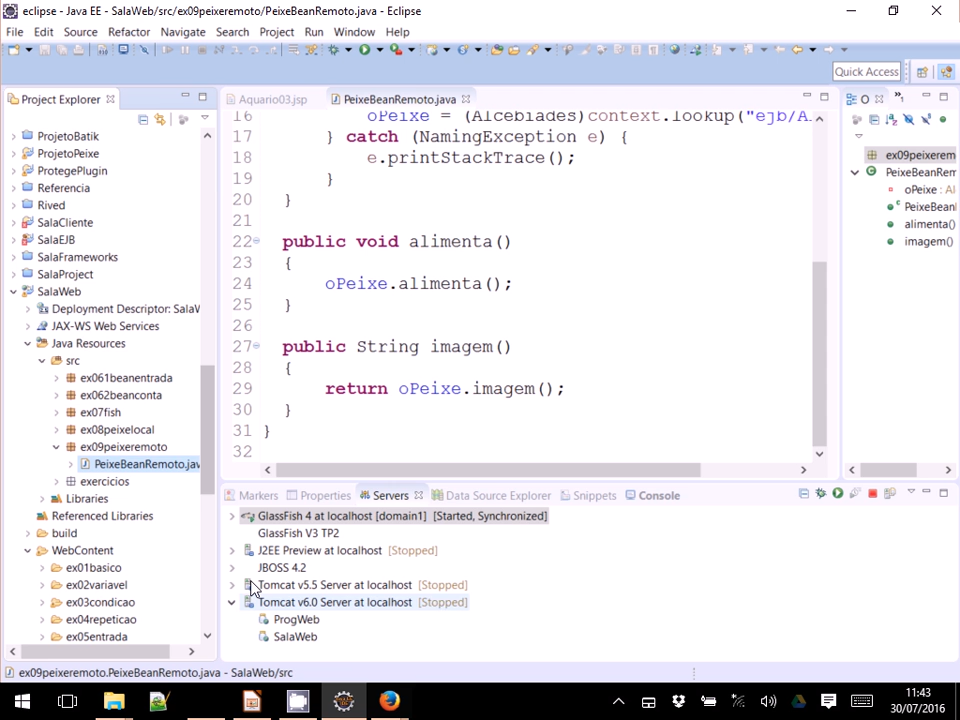 eclipse - Java EE - SalaWeb/src/ex09peixeremoto/PeixeBeanRemoto.java - Eclipse
File Edit Source Refactor Navigate Search Project Run Window Help
Quick Access
Project Explorer
Aquario03.jsp
PeixeBeanRemoto.java
O
ProjetoBatik
ProjetoPeixe
ProtegePlugin
Referencia
Rived
SalaCliente
SalaEJB
SalaFrameworks
SalaProject
SalaWeb
Deployment Descriptor: SalaW
JAX-WS Web Services
Java Resources
src
ex061beanentrada
ex062beanconta
ex07fish
ex08peixelocal
ex09peixeremoto
PeixeBeanRemoto.jav
exercicios
Libraries
Referenced Libraries
build
WebContent
ex01basico
ex02variavel
ex03condicao
ex04repeticao
ex05entrada
16 oPeixe = (Alcebiades)context.lookup("ejb/A
17 } catch (NamingException e) {
18 e.printStackTrace();
19 }
20 }
21
22 public void alimenta()
23 {
24 oPeixe.alimenta();
25 }
26
27 public String imagem()
28 {
29 return oPeixe.imagem();
30 }
31 }
32
ex09peixerem
PeixeBeanRem
oPeixe : Al
PeixeBeanl
alimenta()
imagem()
Markers Properties Servers Data Source Explorer Snippets Console
GlassFish 4 at localhost [domain1] [Started, Synchronized]
GlassFish V3 TP2
J2EE Preview at localhost [Stopped]
JBOSS 4.2
Tomcat v5.5 Server at localhost [Stopped]
Tomcat v6.0 Server at localhost [Stopped]
ProgWeb
SalaWeb
ex09peixeremoto.PeixeBeanRemoto.java - SalaWeb/src
11:43
30/07/2016